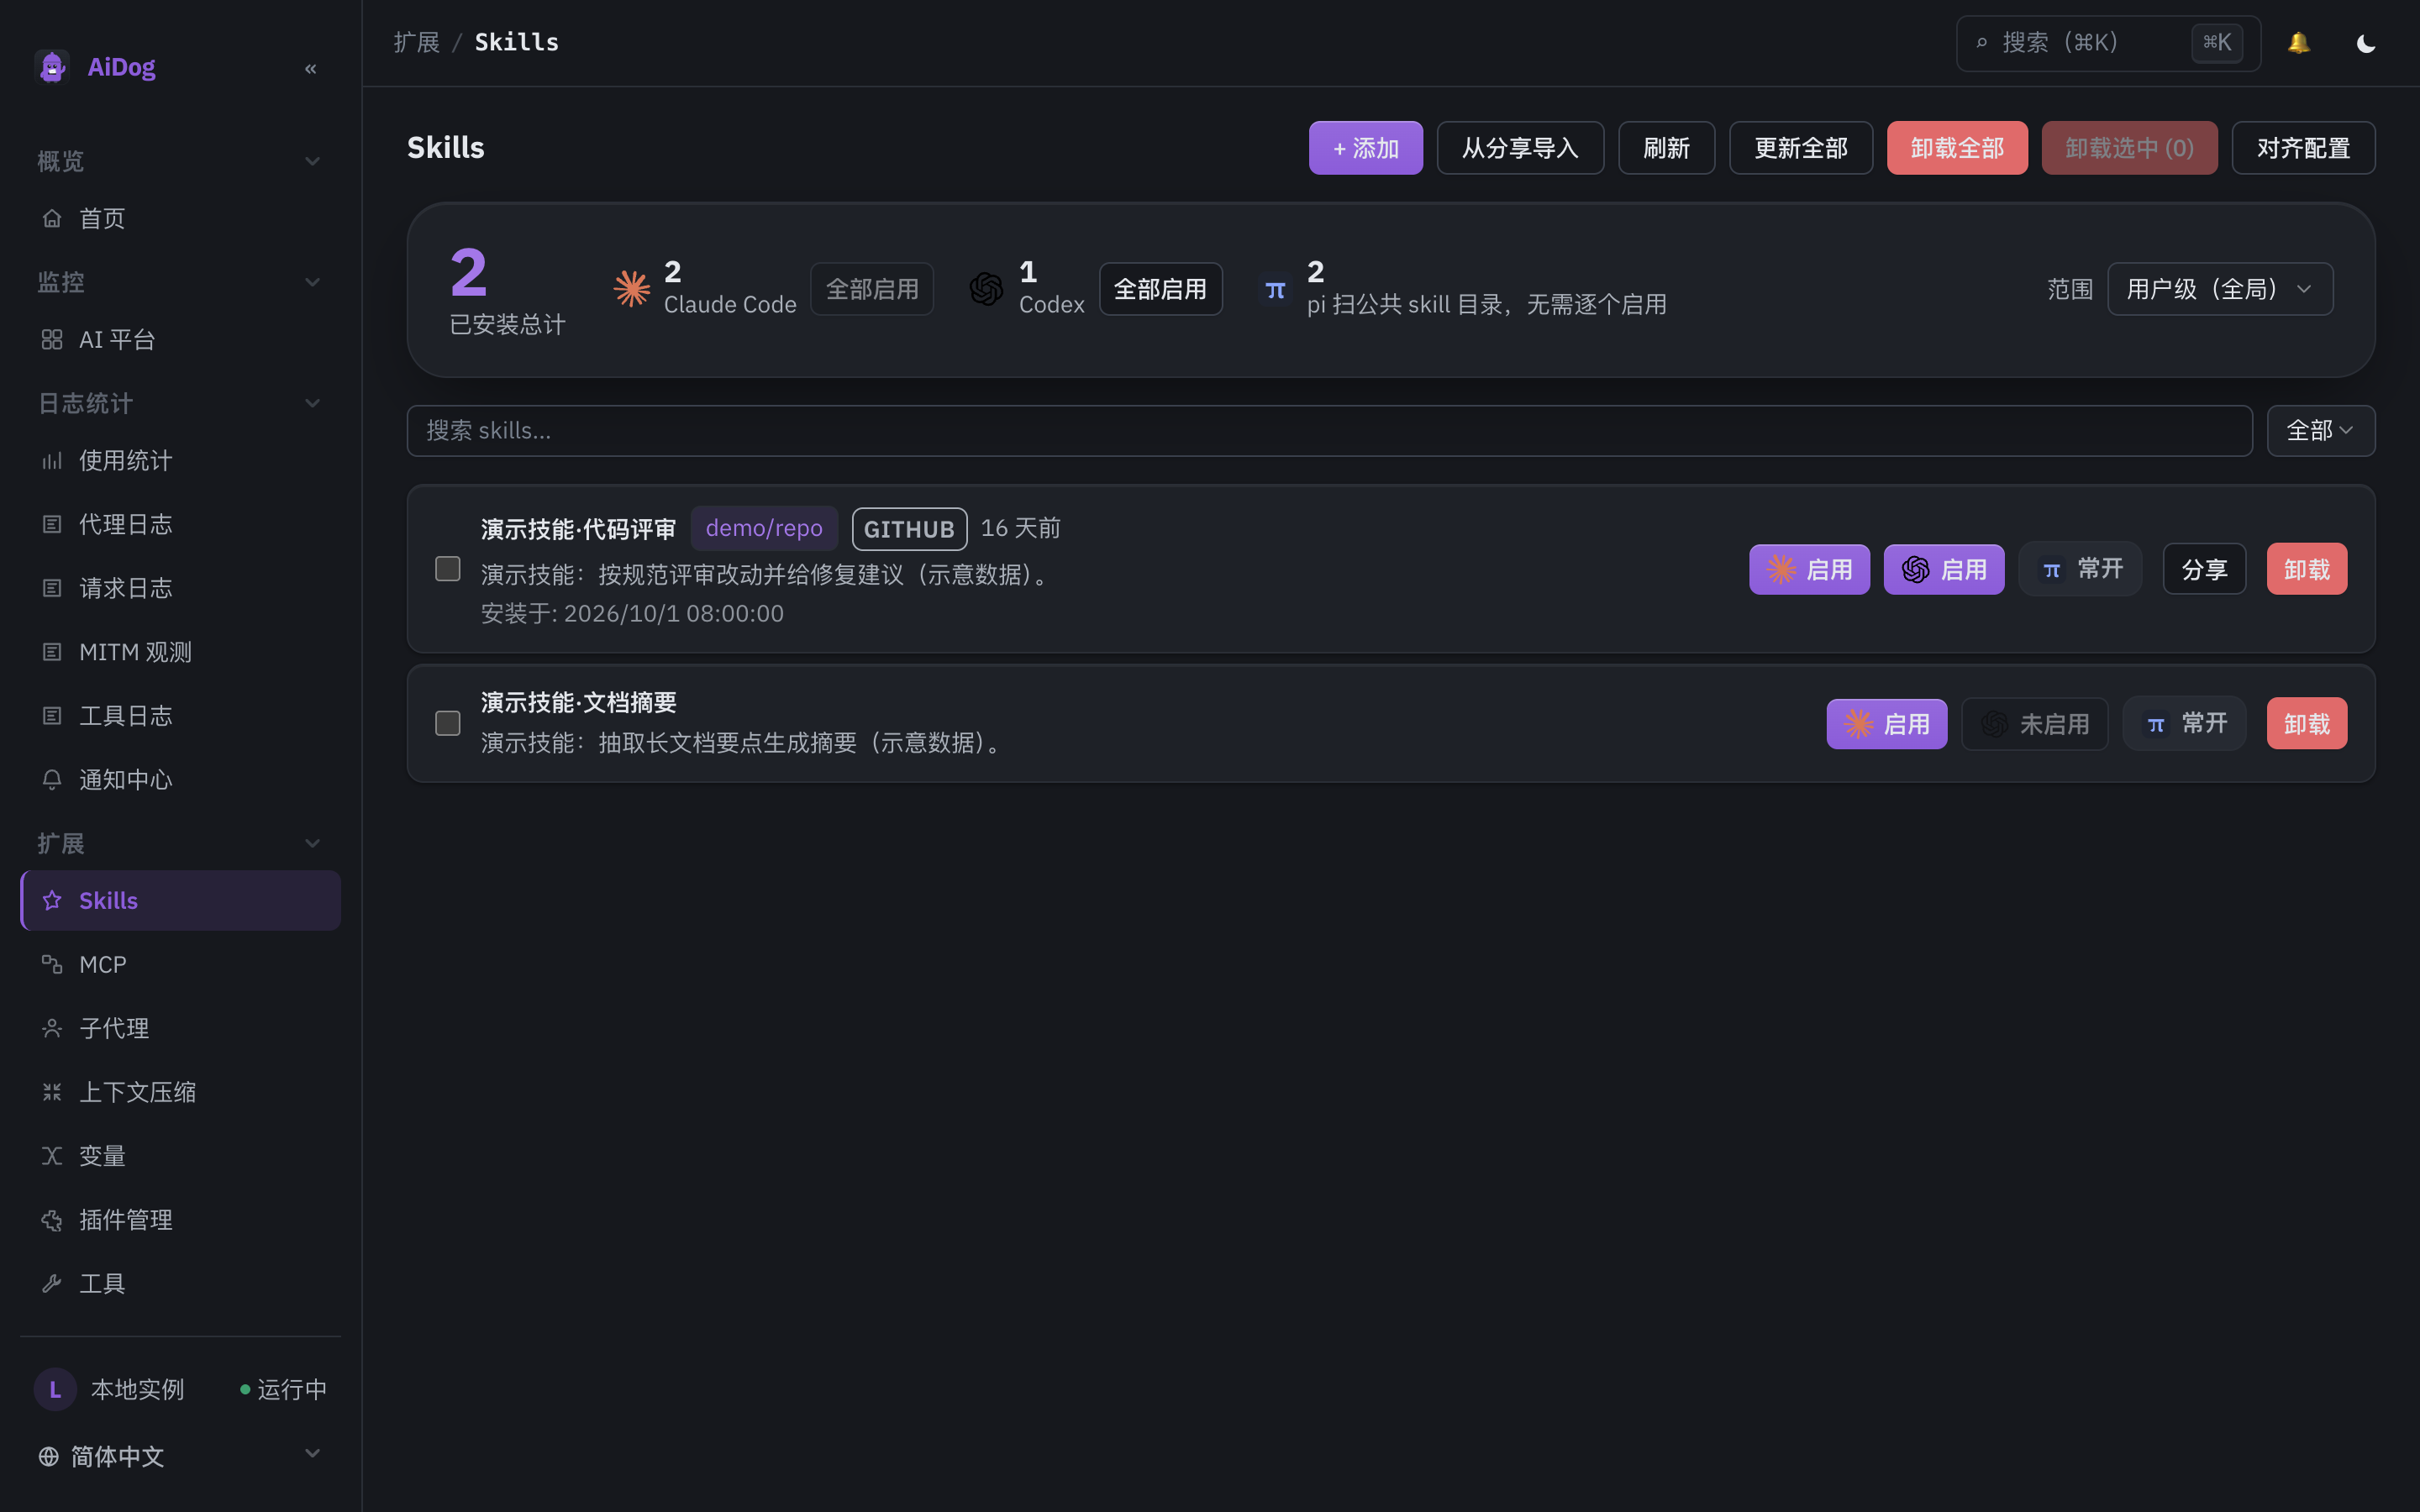 AiDog «
概览
首页
监控
AI 平台
日志统计
使用统计
代理日志
请求日志
MITM 观测
工具日志
通知中心
扩展
Skills
MCP
子代理
上下文压缩
变量
插件管理
工具
L 本地实例 运行中
简体中文
扩展 / Skills
搜索（⌘K） ⌘K
Skills
+ 添加 从分享导入 刷新 更新全部 卸载全部 卸载选中 (0) 对齐配置
2
已安装总计
2
Claude Code
全部启用
1
Codex
全部启用
π
2
pi 扫公共 skill 目录，无需逐个启用
范围 用户级（全局）
搜索 skills...
全部
演示技能·代码评审 demo/repo GITHUB 16 天前
演示技能：按规范评审改动并给修复建议（示意数据）。
安装于: 2026/10/1 08:00:00
启用 启用 π 常开 分享 卸载
演示技能·文档摘要
演示技能：抽取长文档要点生成摘要（示意数据）。
启用 未启用 π 常开 卸载